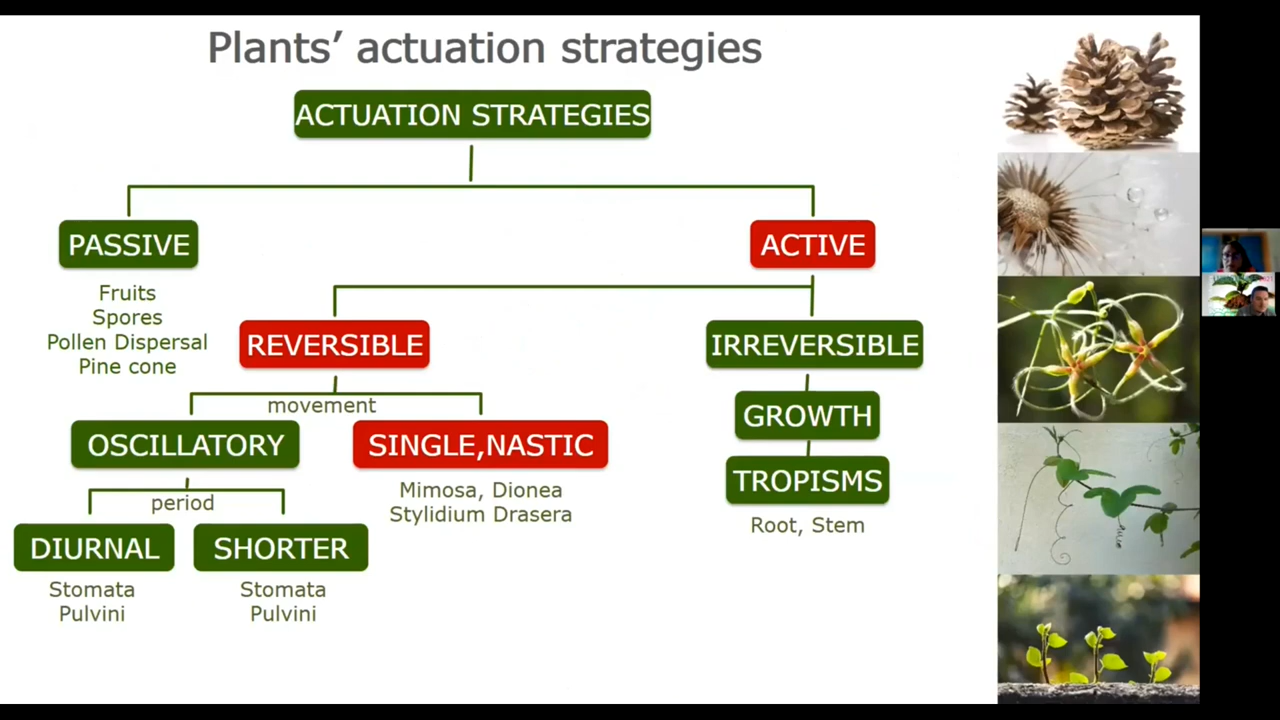 Plants’ actuation strategies
ACTUATION STRATEGIES
PASSIVE
Fruits
Spores
Pollen Dispersal
Pine cone
ACTIVE
REVERSIBLE
movement
OSCILLATORY
period
DIURNAL
Stomata
Pulvini
SHORTER
Stomata
Pulvini
SINGLE,NASTIC
Mimosa, Dionea
Stylidium Drasera
IRREVERSIBLE
GROWTH
TROPISMS
Root, Stem